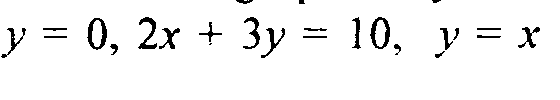 y = 0, 2x + 3y = 10, y = x